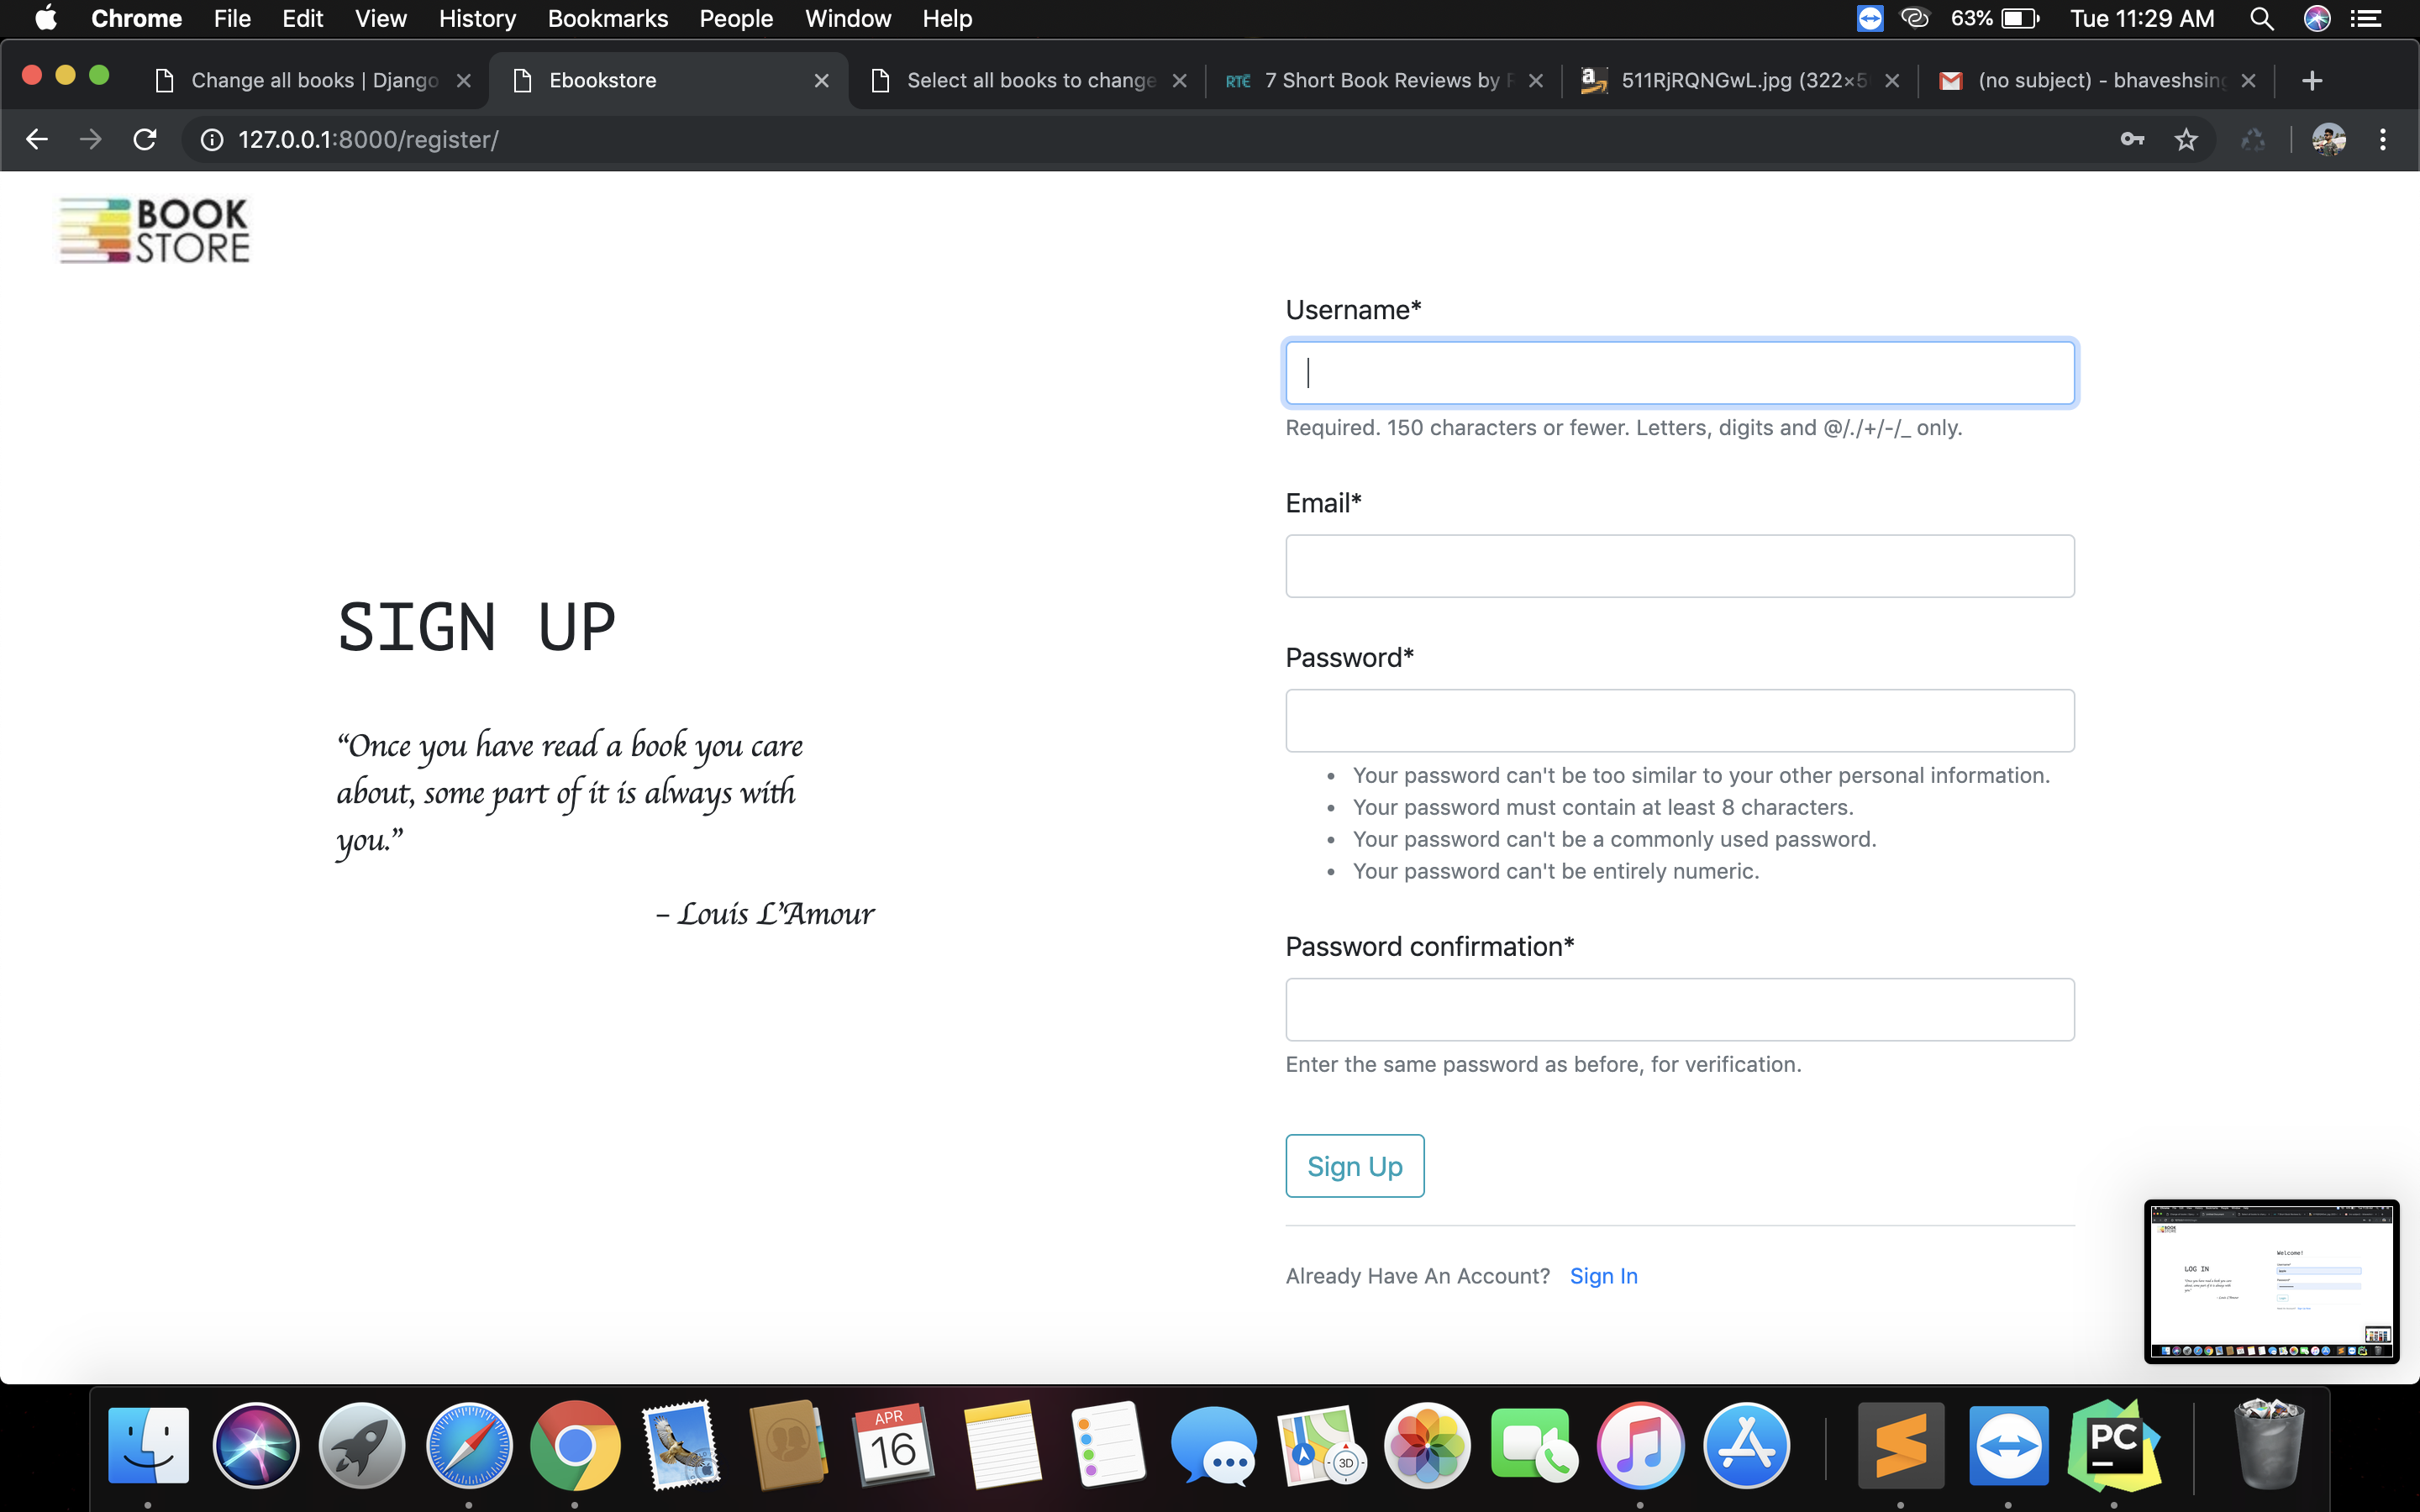 Chrome File Edit View History Bookmarks People Window Help 63% Tue 11:29 AM
Change all books | Django Ebookstore Select all books to change RTÉ 7 Short Book Reviews by 511RjRQNGwL.jpg (322×5 (no subject) - bhaveshsing
127.0.0.1:8000/register/
BOOK
STORE
Username*
Required. 150 characters or fewer. Letters, digits and @/./+/-/_ only.
Email*
Password*
Your password can't be too similar to your other personal information.
Your password must contain at least 8 characters.
Your password can't be a commonly used password.
Your password can't be entirely numeric.
Password confirmation*
Enter the same password as before, for verification.
Sign Up
Already Have An Account? Sign In
SIGN UP
“Once you have read a book you care
about, some part of it is always with
you.”
– Louis L’Amour
BOOK
STORE
Welcome!
LOG IN
APR
16
3D
PC